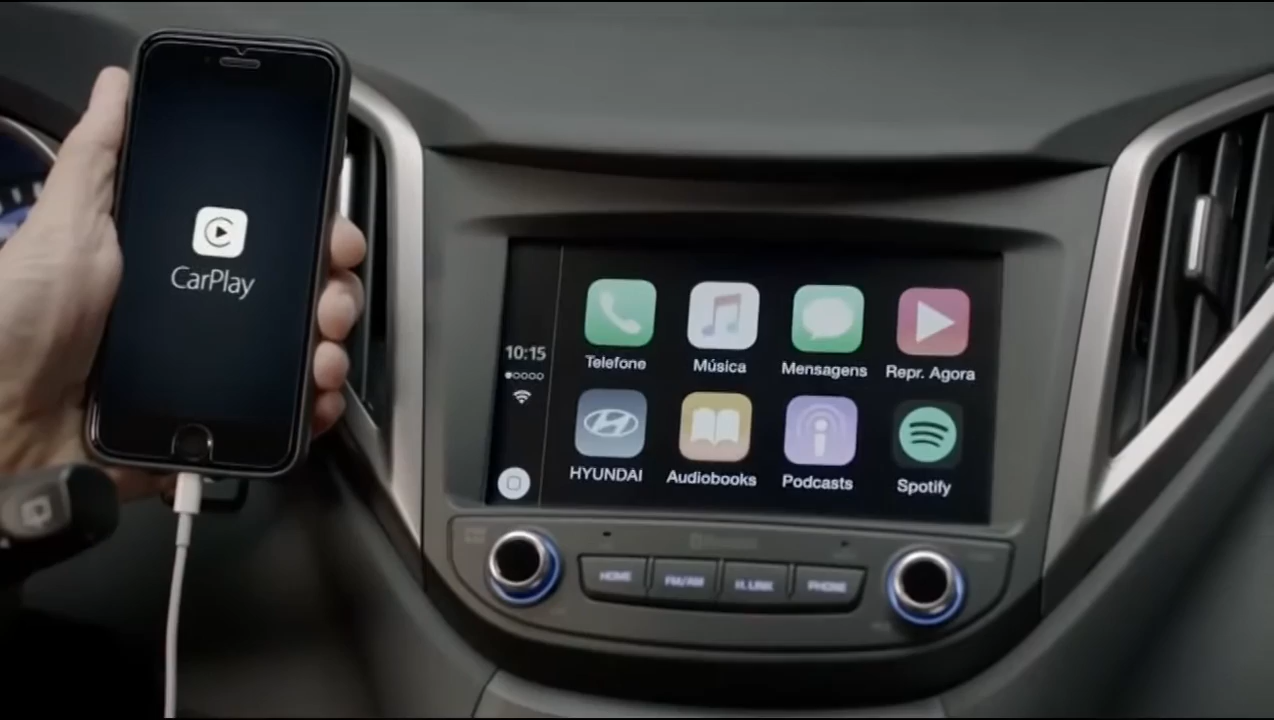 CarPlay
10:15
Telefone
Música
Mensagens
Repr. Agora
HYUNDAI
Audiobooks
Podcasts
Spotify
HOME
FM/AM
H. LINK
PHONE